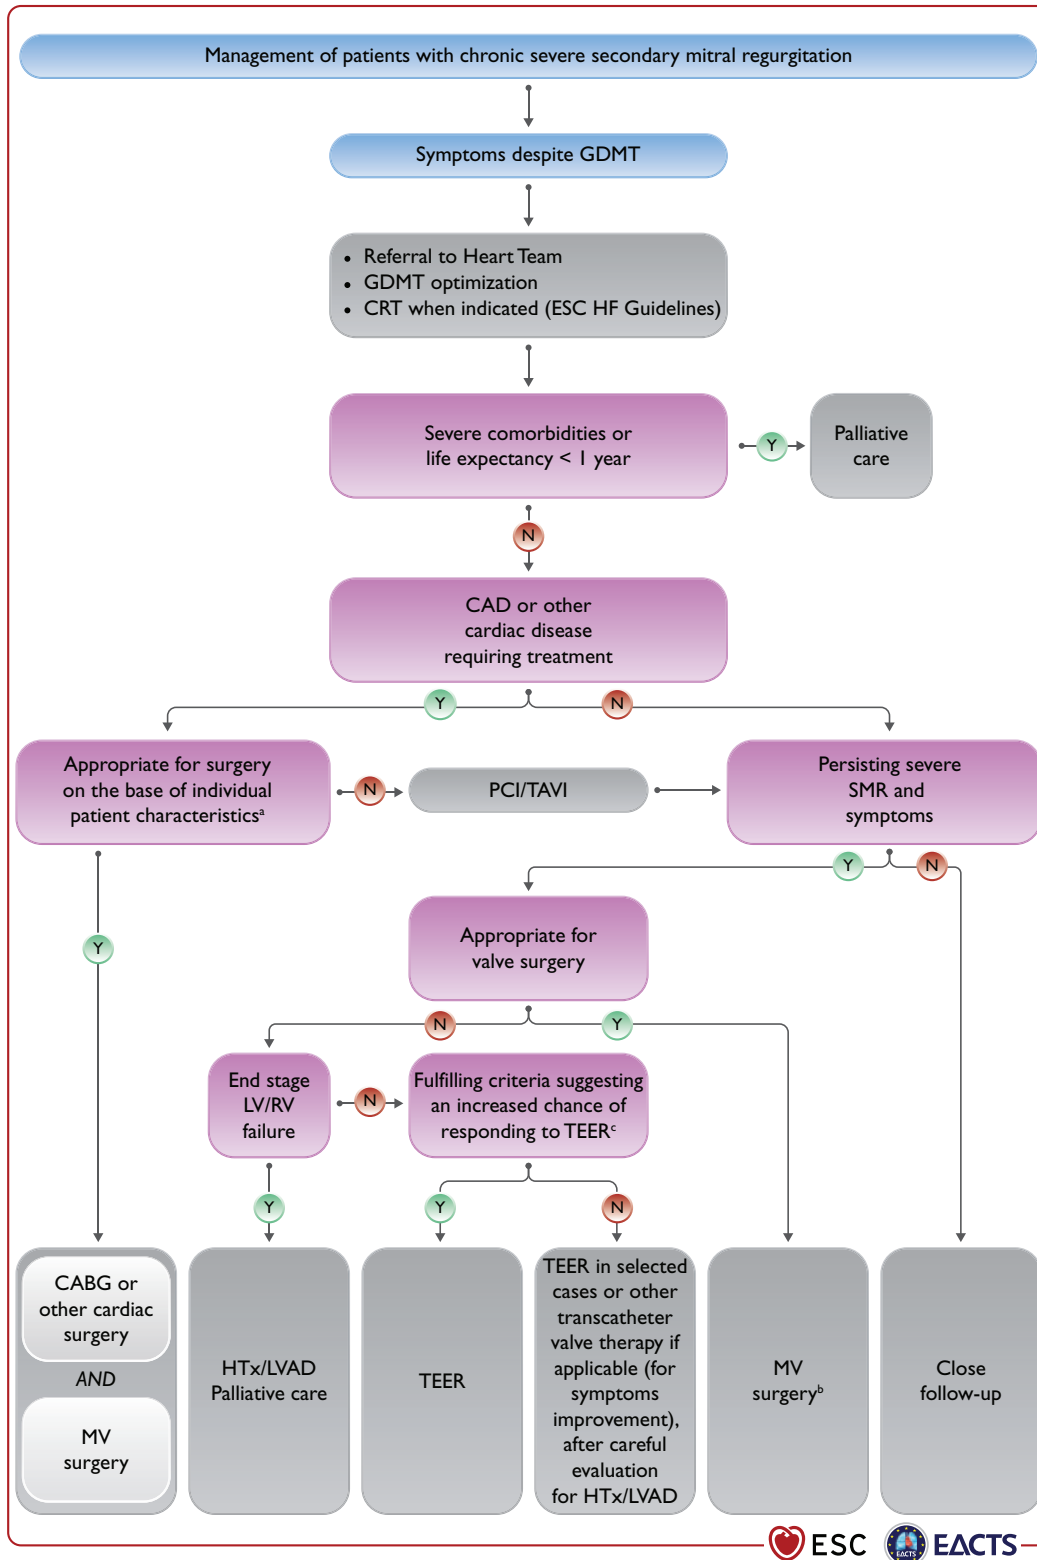 Management of patients with chronic severe secondary mitral regurgitation
Symptoms despite GDMT
• Referral to Heart Team
• GDMT optimization
• CRT when indicated (ESC HF Guidelines)
Severe comorbidities or
life expectancy < 1 year
Y
Palliative
care
N
CAD or other
cardiac disease
requiring treatment
Y
N
Appropriate for surgery
on the base of individual
patient characteristicsᵃ
N
PCI/TAVI
Persisting severe
SMR and
symptoms
Y
N
Appropriate for
valve surgery
Y
N
Y
End stage
LV/RV
failure
N
Fulfilling criteria suggesting
an increased chance of
responding to TEERᶜ
Y
Y
N
CABG or
other cardiac
surgery
AND
MV
surgery
HTx/LVAD
Palliative care
TEER
TEER in selected
cases or other
transcatheter
valve therapy if
applicable (for
symptoms
improvement),
after careful
evaluation
for HTx/LVAD
MV
surgeryᵇ
Close
follow-up
ESC
EACTS
EACTS